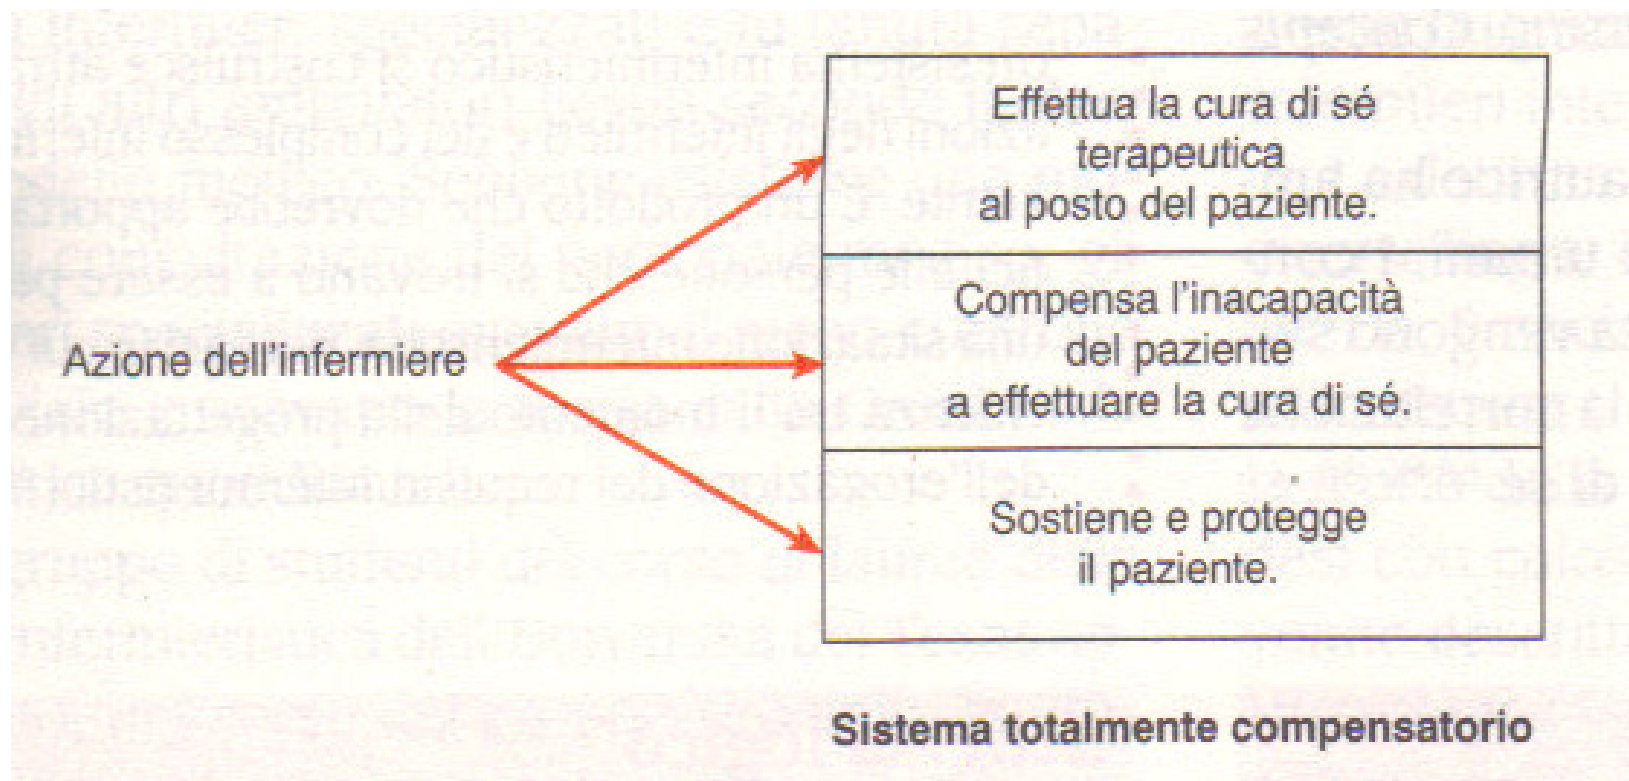 Effettua la cura di sé
terapeutica
al posto del paziente.
Azione dell'infermiere
Compensa l'inacapacità
del paziente
a effettuare la cura di sé.
Sostiene e protegge
il paziente.
Sistema totalmente compensatorio